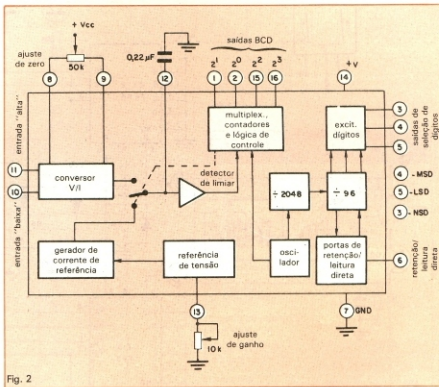 ajuste
de zero
+ Vcc
50k
8
9
0,22 µF
12
saídas BCD
2¹
2⁰
2²
2³
1
2
15
16
+V
14
entrada "alta"
11
10
entrada "baixa"
conversor
V/I
multiplex.,
contadores
e lógica de
controle
detector
de limiar
excit.
dígitos
3
4
5
saídas
de seleção de
dígitos
÷ 2048
÷ 96
4 - MSD
5 - LSD
3 - NSD
gerador de
corrente de
referência
referência
de tensão
osci-
lador
portas de
retenção/
leitura
direta
6
retenção/
leitura
direta
13
7 GND
10k
ajuste
de ganho
Fig. 2